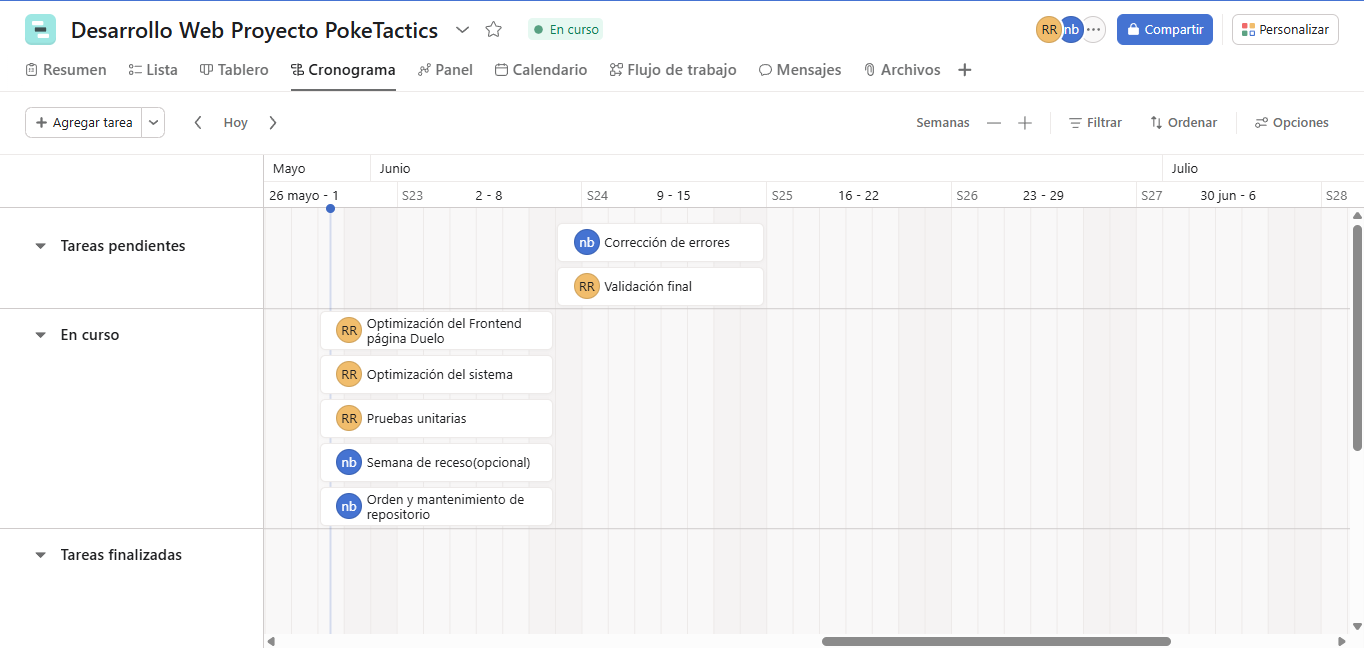 Desarrollo Web Proyecto PokeTactics
En curso
RR nb
Compartir
Personalizar
Resumen Lista Tablero Cronograma Panel Calendario Flujo de trabajo Mensajes Archivos
Agregar tarea Hoy Semanas Filtrar Ordenar Opciones
Mayo Junio Julio
26 mayo - 1 S23 2 - 8 S24 9 - 15 S25 16 - 22 S26 23 - 29 S27 30 jun - 6 S28
Tareas pendientes
nb Corrección de errores
RR Validación final
En curso
RR Optimización del Frontend
página Duelo
RR Optimización del sistema
RR Pruebas unitarias
nb Semana de receso(opcional)
nb Orden y mantenimiento de
repositorio
Tareas finalizadas